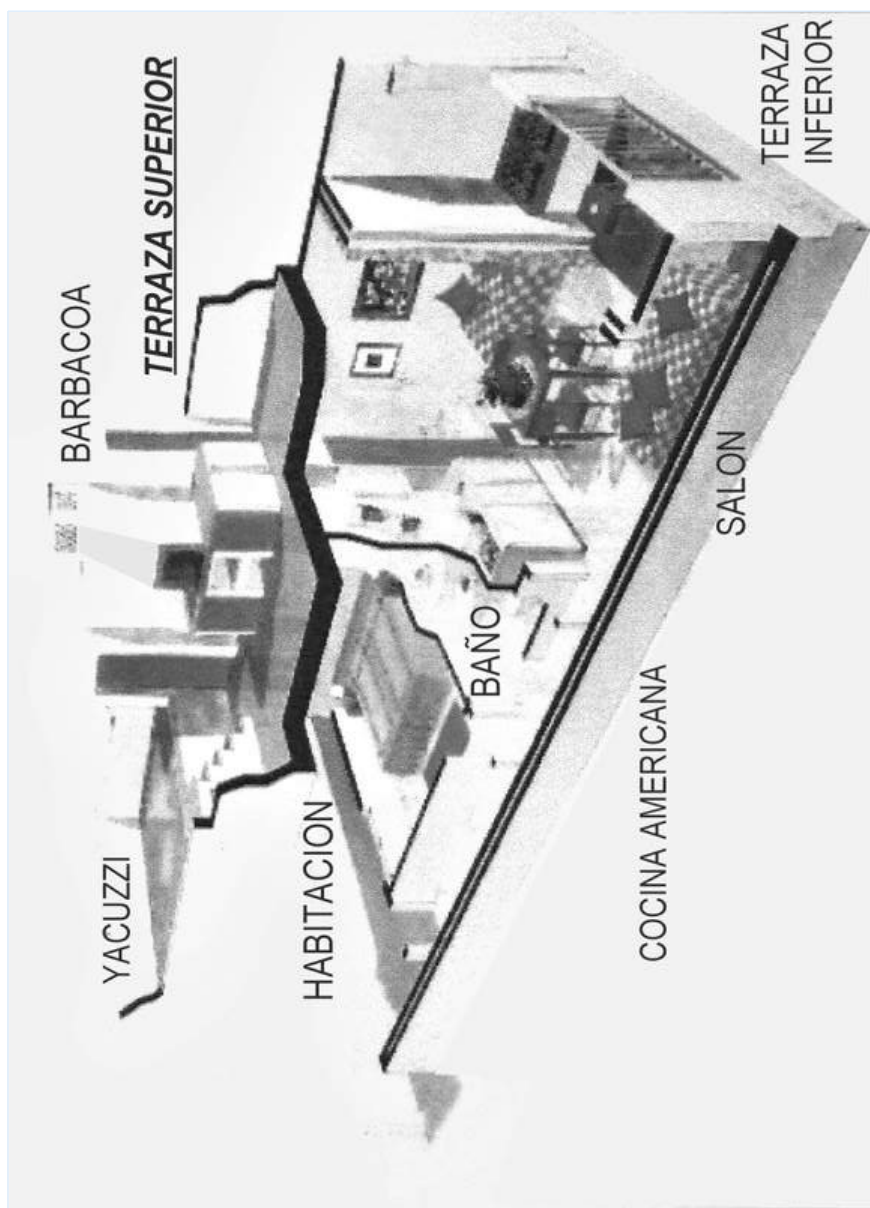 BARBACOA
YACUZZI
TERRAZA SUPERIOR
HABITACION
BAÑO
COCINA AMERICANA
SALON
TERRAZA
INFERIOR